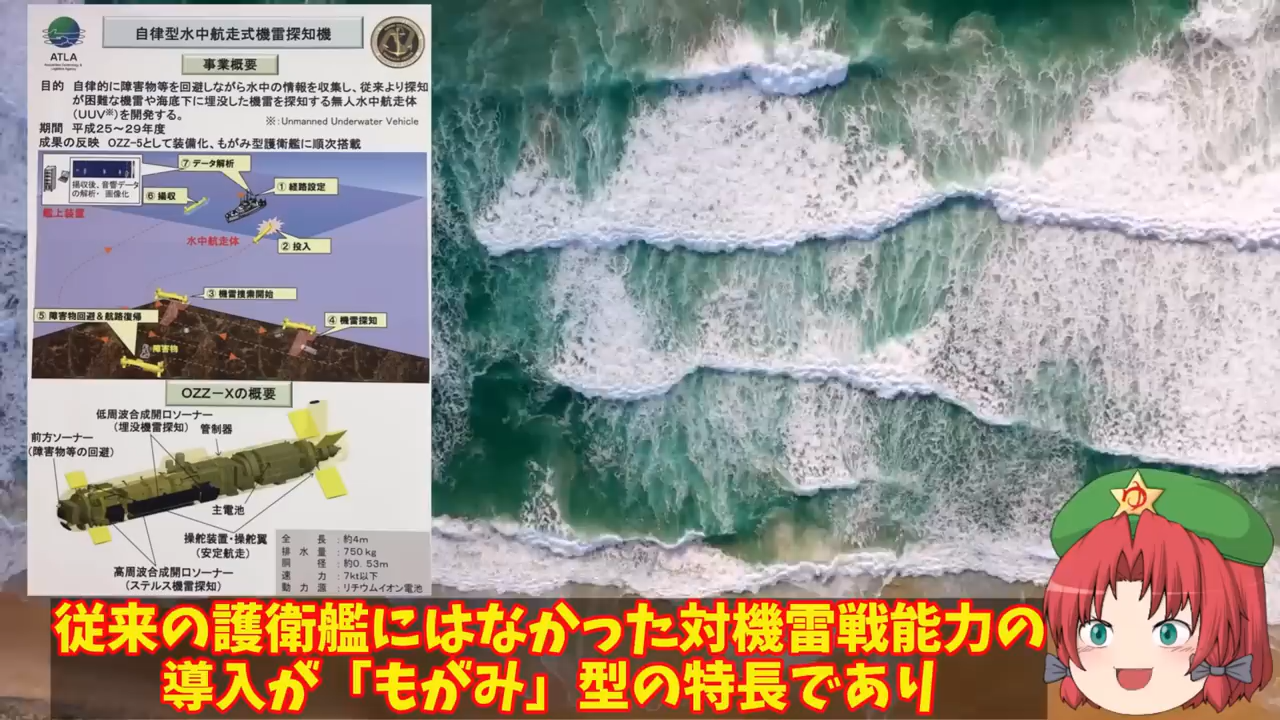 ATLA
自律型水中航走式機雷探知機
事業概要
目的 自律的に障害物等を回避しながら水中の情報を収集し、従来より探知
が困難な機雷や海底下に埋没した機雷を探知する無人水中航走体
(UUV※)を開発する。
※：Unmanned Underwater Vehicle
期間 平成25～29年度
成果の反映 OZZ-5として装備化、もがみ型護衛艦に順次搭載
⑦データ解析
揚収後、音響データ
の解析・画像化
艦上装置
⑥揚収
①経路設定
水中航走体
②投入
③機雷捜索開始
⑤障害物回避＆航路復帰
④機雷探知
障害物
OZZ－Xの概要
低周波合成開口ソーナー
(埋没機雷探知)
管制器
前方ソーナー
(障害物等の回避)
主電池
操舵装置・操舵翼
(安定航走)
高周波合成開口ソーナー
(ステルス機雷探知)
全長：約4m
排水量：750kg
胴径：約0.53m
速力：7kt以下
動力源：リチウムイオン電池
従来の護衛艦にはなかった対機雷戦能力の
導入が「もがみ」型の特長であり